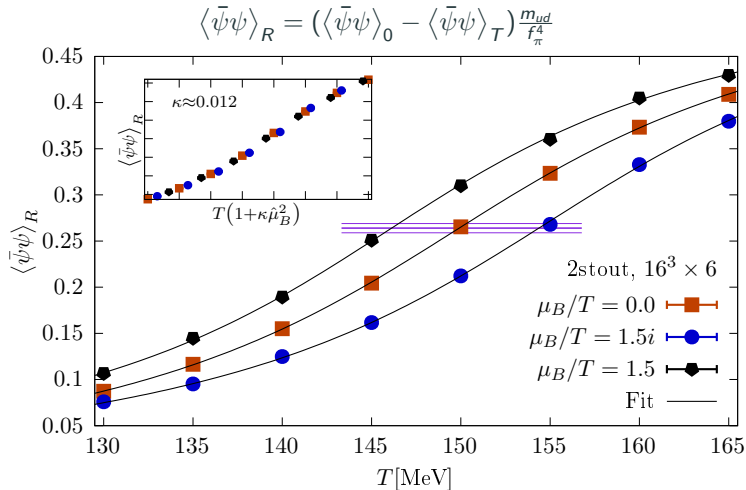 ⟨ψ̄ψ⟩_R = (⟨ψ̄ψ⟩_0 − ⟨ψ̄ψ⟩_T) m_ud/f_π^4
0.45
0.4
0.35
0.3
0.25
0.2
0.15
0.1
0.05
⟨ψ̄ψ⟩_R
κ≈0.012
⟨ψ̄ψ⟩_R
T(1+κμ̂_B^2)
2stout, 16^3 × 6
μ_B/T = 0.0
μ_B/T = 1.5i
μ_B/T = 1.5
Fit
130 135 140 145 150 155 160 165
T[MeV]